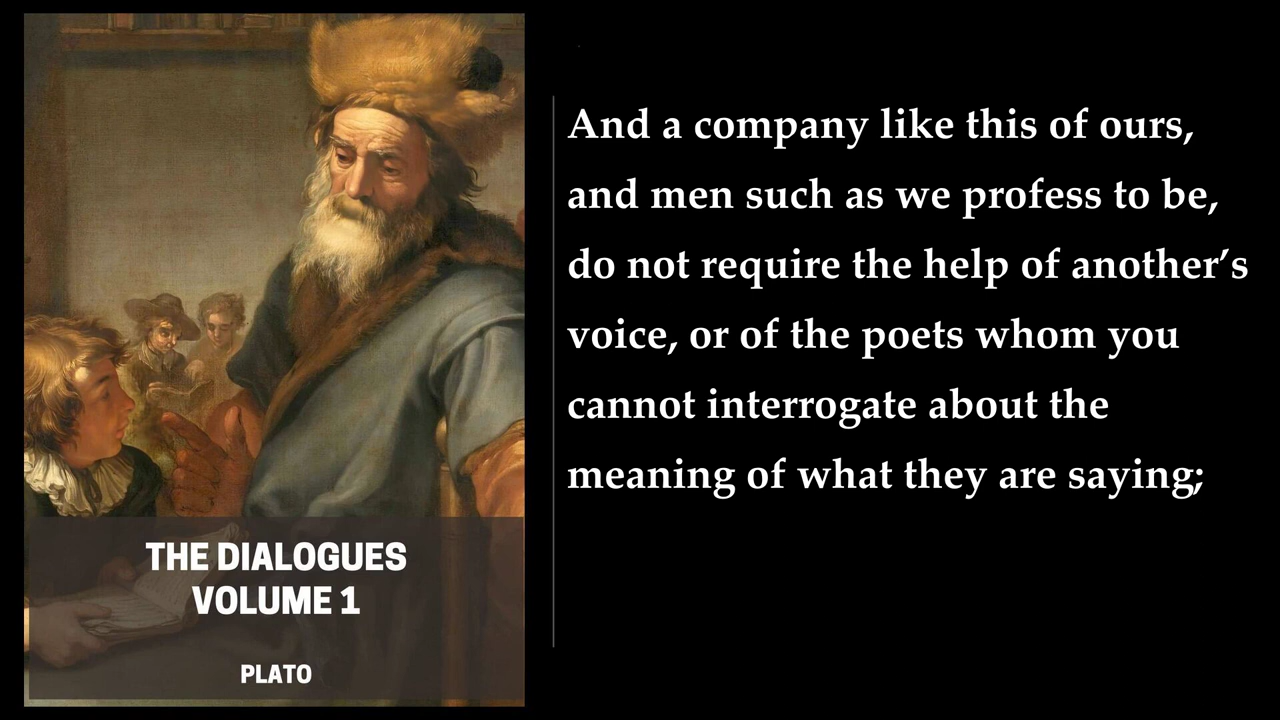 And a company like this of ours,
and men such as we profess to be,
do not require the help of another’s
voice, or of the poets whom you
cannot interrogate about the
meaning of what they are saying;
THE DIALOGUES
VOLUME 1
PLATO